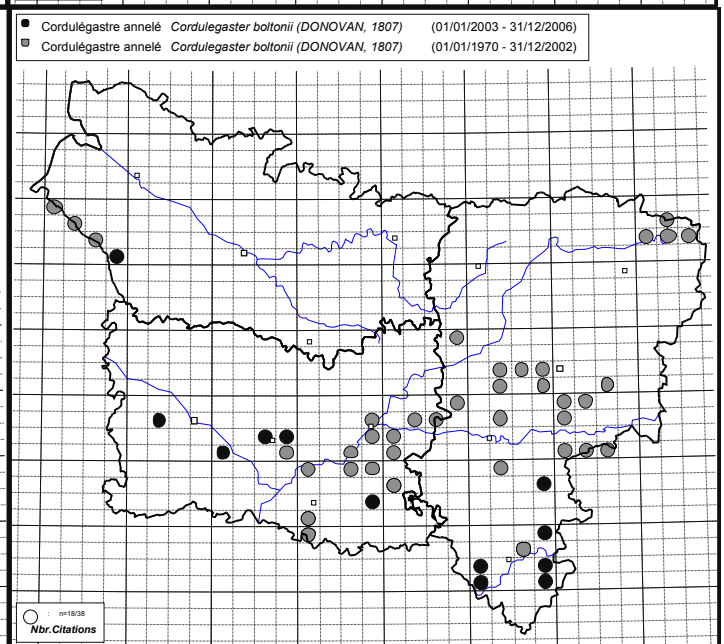 Cordulégastre annelé Cordulegaster boltonii (DONOVAN, 1807) (01/01/2003 - 31/12/2006)
Cordulégastre annelé Cordulegaster boltonii (DONOVAN, 1807) (01/01/1970 - 31/12/2002)
: n=18/38
Nbr.Citations